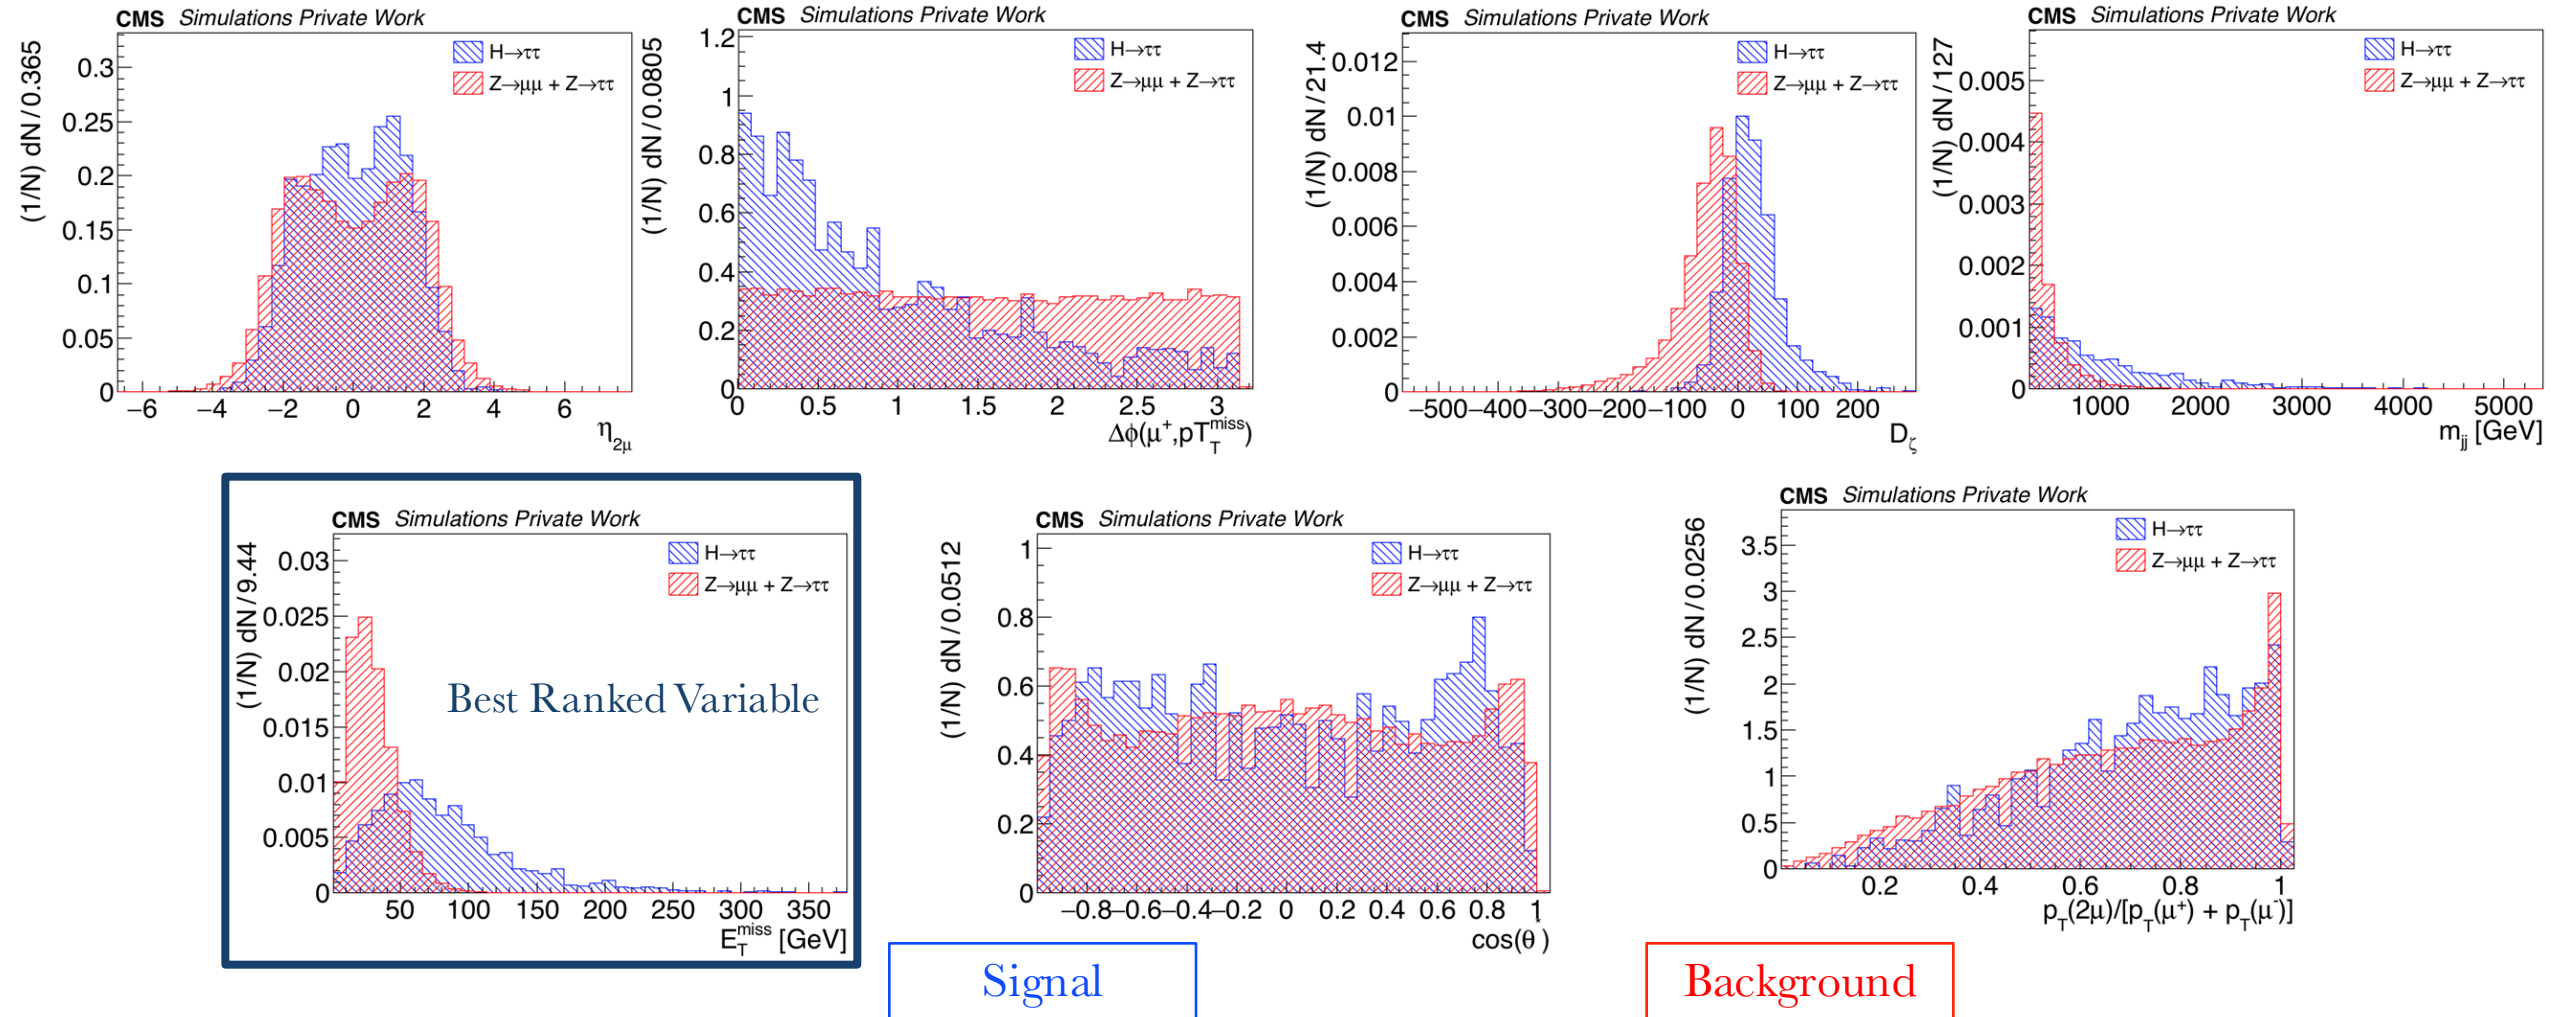 CMS Simulations Private Work
(1/N) dN / 0.365
0.3
0.25
0.2
0.15
0.1
0.05
0
H→ττ
Z→μμ + Z→ττ
−6 −4 −2 0 2 4 6
η2μ
CMS Simulations Private Work
(1/N) dN / 0.0805
1.2
1
0.8
0.6
0.4
0.2
0
H→ττ
Z→μμ + Z→ττ
0 0.5 1 1.5 2 2.5 3
Δϕ(μ+,pTTmiss)
CMS Simulations Private Work
(1/N) dN / 21.4
0.012
0.01
0.008
0.006
0.004
0.002
0
H→ττ
Z→μμ + Z→ττ
−500 −400 −300 −200 −100 0 100 200
Dζ
CMS Simulations Private Work
(1/N) dN / 127
0.005
0.004
0.003
0.002
0.001
0
H→ττ
Z→μμ + Z→ττ
1000 2000 3000 4000 5000
mjj [GeV]
CMS Simulations Private Work
(1/N) dN / 9.44
0.03
0.025
0.02
0.015
0.01
0.005
0
H→ττ
Z→μμ + Z→ττ
Best Ranked Variable
50 100 150 200 250 300 350
ETmiss [GeV]
CMS Simulations Private Work
(1/N) dN / 0.0512
1
0.8
0.6
0.4
0.2
0
H→ττ
Z→μμ + Z→ττ
−0.8 −0.6 −0.4 −0.2 0 0.2 0.4 0.6 0.8 1
cos(θ*)
CMS Simulations Private Work
(1/N) dN / 0.0256
3.5
3
2.5
2
1.5
1
0.5
0
H→ττ
Z→μμ + Z→ττ
0.2 0.4 0.6 0.8 1
pT(2μ)/[pT(μ+) + pT(μ-)]
Signal
Background